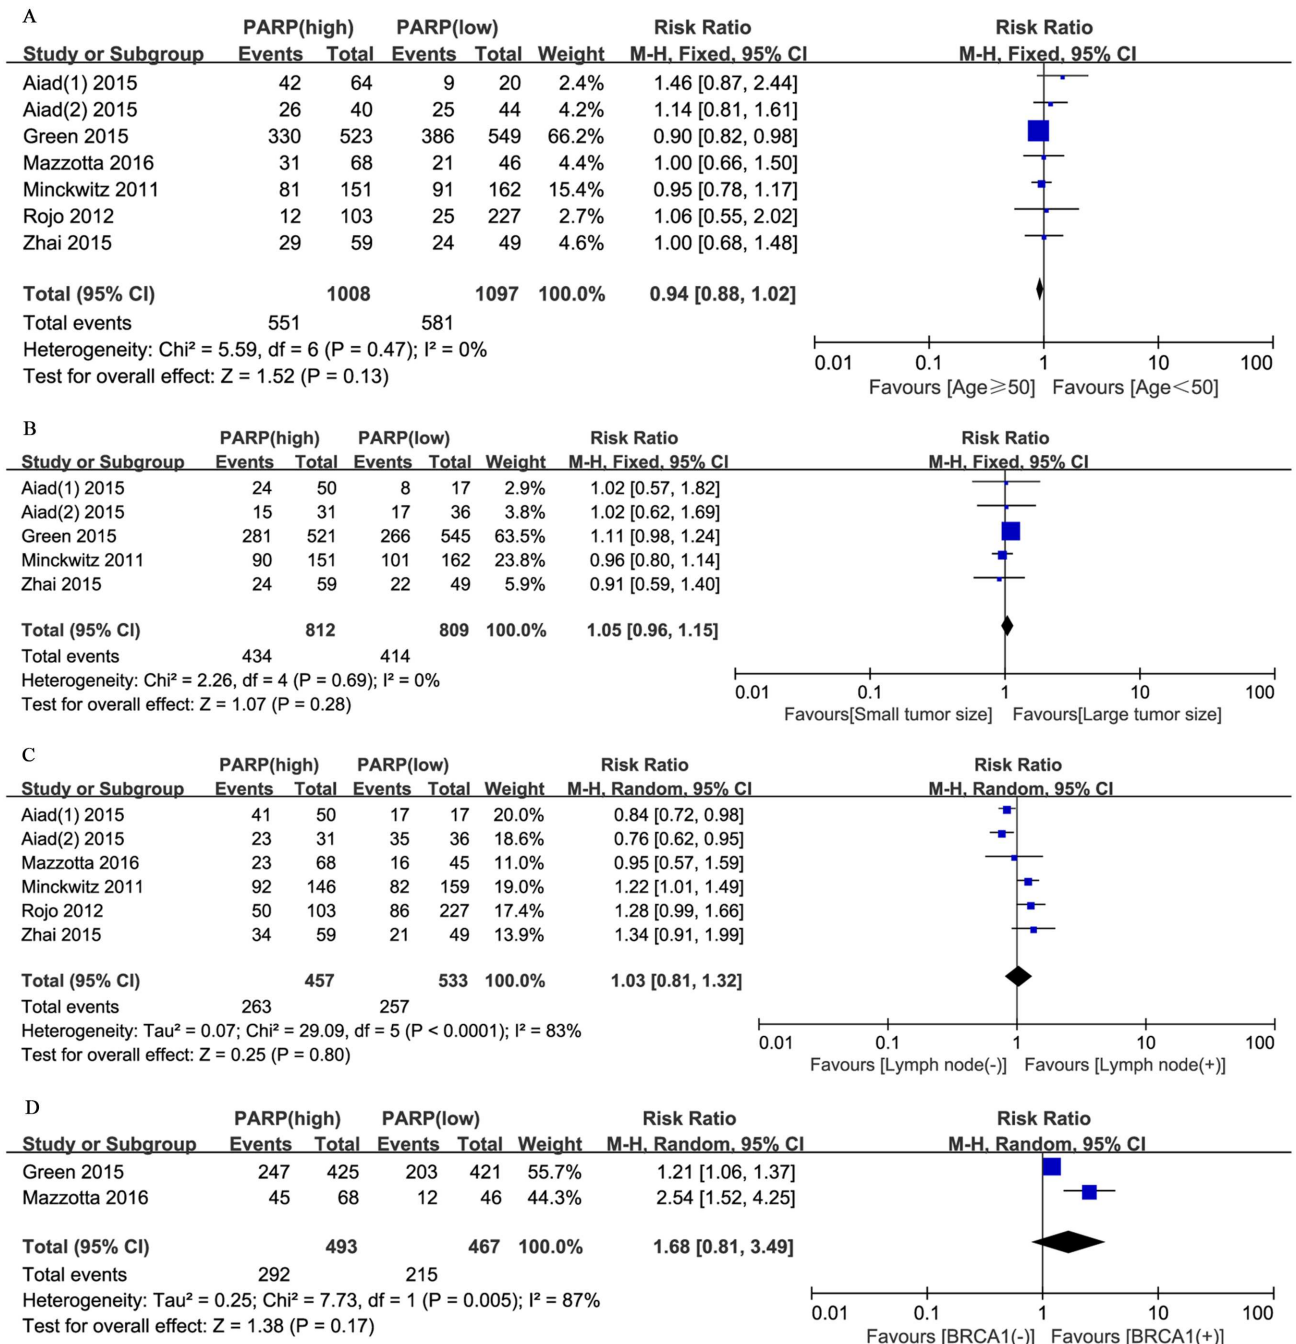 A
PARP(high) PARP(low) Risk Ratio Risk Ratio
Study or Subgroup Events Total Events Total Weight M-H, Fixed, 95% CI M-H, Fixed, 95% CI
Aiad(1) 2015 42 64 9 20 2.4% 1.46 [0.87, 2.44]
Aiad(2) 2015 26 40 25 44 4.2% 1.14 [0.81, 1.61]
Green 2015 330 523 386 549 66.2% 0.90 [0.82, 0.98]
Mazzotta 2016 31 68 21 46 4.4% 1.00 [0.66, 1.50]
Minckwitz 2011 81 151 91 162 15.4% 0.95 [0.78, 1.17]
Rojo 2012 12 103 25 227 2.7% 1.06 [0.55, 2.02]
Zhai 2015 29 59 24 49 4.6% 1.00 [0.68, 1.48]
Total (95% CI) 1008 1097 100.0% 0.94 [0.88, 1.02]
Total events 551 581
Heterogeneity: Chi² = 5.59, df = 6 (P = 0.47); I² = 0%
Test for overall effect: Z = 1.52 (P = 0.13)
0.01 0.1 1 10 100
Favours [Age⩾50] Favours [Age<50]
B
PARP(high) PARP(low) Risk Ratio Risk Ratio
Study or Subgroup Events Total Events Total Weight M-H, Fixed, 95% CI M-H, Fixed, 95% CI
Aiad(1) 2015 24 50 8 17 2.9% 1.02 [0.57, 1.82]
Aiad(2) 2015 15 31 17 36 3.8% 1.02 [0.62, 1.69]
Green 2015 281 521 266 545 63.5% 1.11 [0.98, 1.24]
Minckwitz 2011 90 151 101 162 23.8% 0.96 [0.80, 1.14]
Zhai 2015 24 59 22 49 5.9% 0.91 [0.59, 1.40]
Total (95% CI) 812 809 100.0% 1.05 [0.96, 1.15]
Total events 434 414
Heterogeneity: Chi² = 2.26, df = 4 (P = 0.69); I² = 0%
Test for overall effect: Z = 1.07 (P = 0.28)
0.01 0.1 1 10 100
Favours[Small tumor size] Favours[Large tumor size]
C
PARP(high) PARP(low) Risk Ratio Risk Ratio
Study or Subgroup Events Total Events Total Weight M-H, Random, 95% CI M-H, Random, 95% CI
Aiad(1) 2015 41 50 17 17 20.0% 0.84 [0.72, 0.98]
Aiad(2) 2015 23 31 35 36 18.6% 0.76 [0.62, 0.95]
Mazzotta 2016 23 68 16 45 11.0% 0.95 [0.57, 1.59]
Minckwitz 2011 92 146 82 159 19.0% 1.22 [1.01, 1.49]
Rojo 2012 50 103 86 227 17.4% 1.28 [0.99, 1.66]
Zhai 2015 34 59 21 49 13.9% 1.34 [0.91, 1.99]
Total (95% CI) 457 533 100.0% 1.03 [0.81, 1.32]
Total events 263 257
Heterogeneity: Tau² = 0.07; Chi² = 29.09, df = 5 (P < 0.0001); I² = 83%
Test for overall effect: Z = 0.25 (P = 0.80)
0.01 0.1 1 10 100
Favours [Lymph node(-)] Favours [Lymph node(+)]
D
PARP(high) PARP(low) Risk Ratio Risk Ratio
Study or Subgroup Events Total Events Total Weight M-H, Random, 95% CI M-H, Random, 95% CI
Green 2015 247 425 203 421 55.7% 1.21 [1.06, 1.37]
Mazzotta 2016 45 68 12 46 44.3% 2.54 [1.52, 4.25]
Total (95% CI) 493 467 100.0% 1.68 [0.81, 3.49]
Total events 292 215
Heterogeneity: Tau² = 0.25; Chi² = 7.73, df = 1 (P = 0.005); I² = 87%
Test for overall effect: Z = 1.38 (P = 0.17)
0.01 0.1 1 10 100
Favours [BRCA1(-)] Favours [BRCA1(+)]